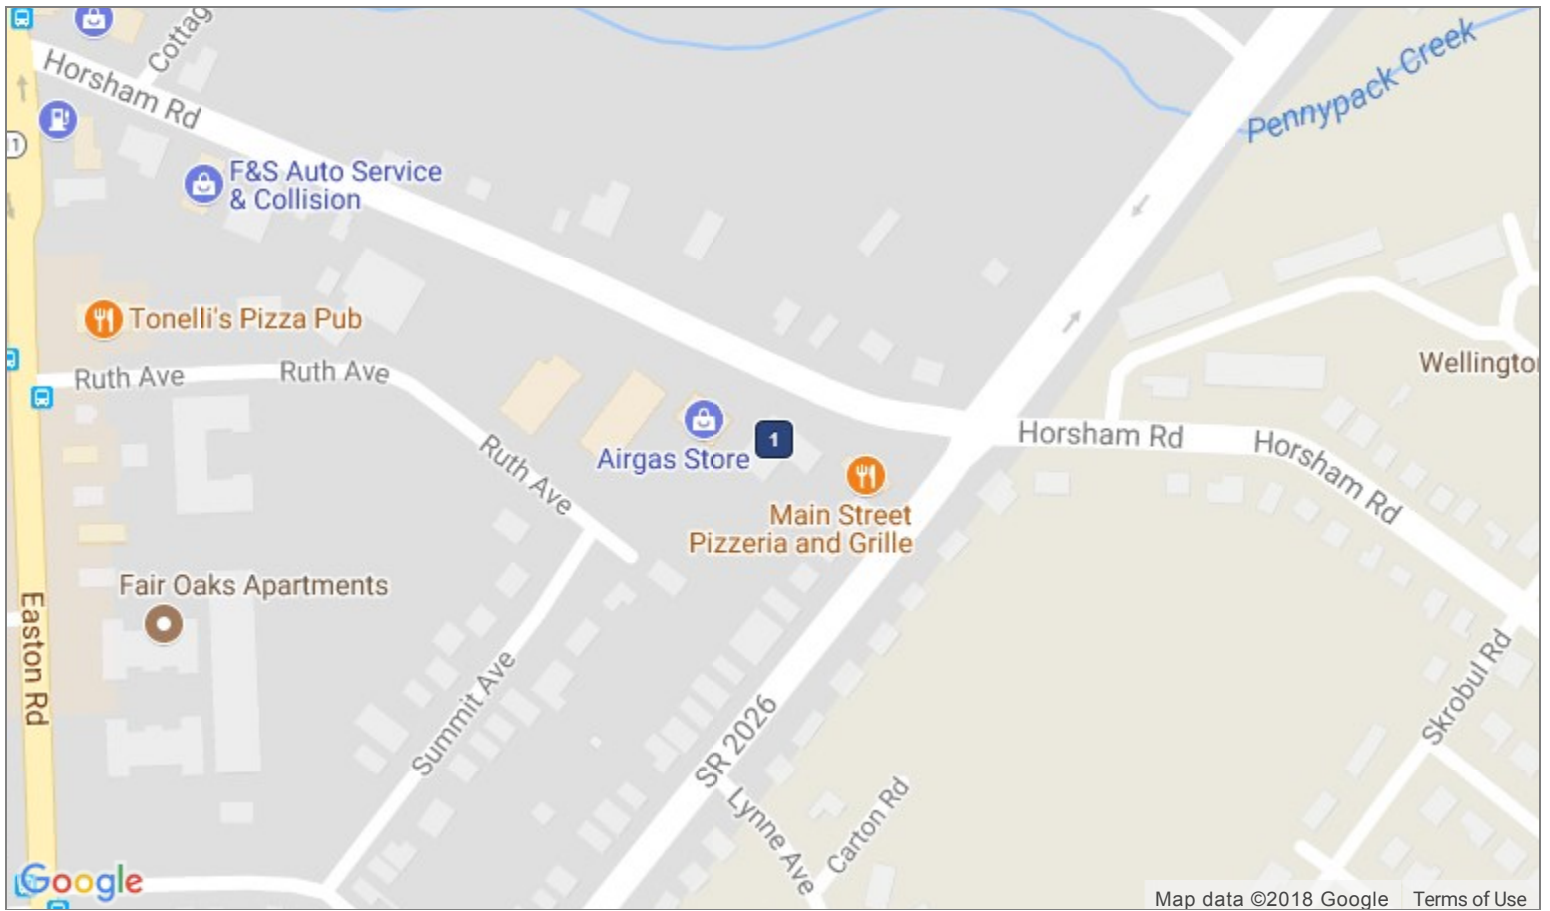 Cottag
Horsham Rd
Pennypack Creek
F&S Auto Service
& Collision
Tonelli's Pizza Pub
Ruth Ave
Ruth Ave
Wellington
Horsham Rd
Horsham Rd
1
Airgas Store
Ruth Ave
Main Street
Pizzeria and Grille
Fair Oaks Apartments
Easton Rd
Summit Ave
SR 2026
Skrobul Rd
Lynne Ave
Carton Rd
Google
Map data ©2018 Google
Terms of Use